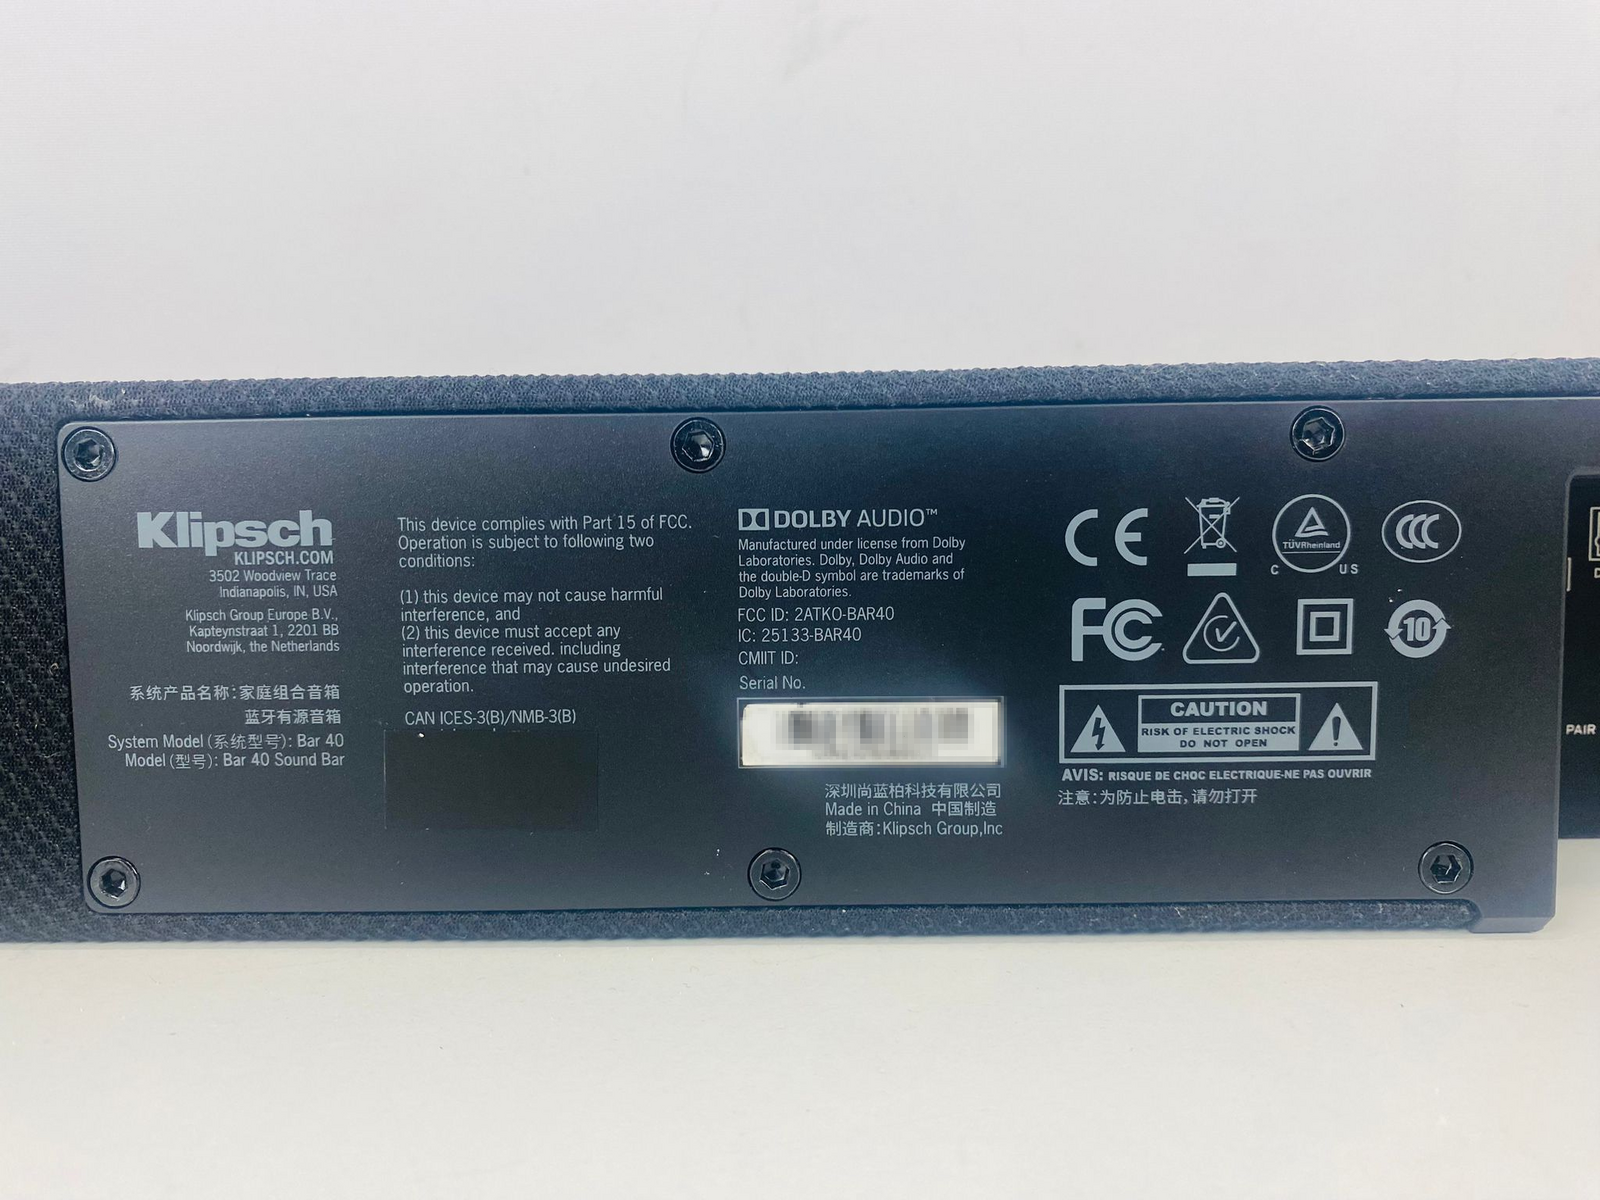 Klipsch
KLIPSCH.COM
3502 Woodview Trace
Indianapolis, IN, USA
Klipsch Group Europe B.V.,
Kapteynstraat 1, 2201 BB
Noordwijk, the Netherlands
系统产品名称：家庭组合音箱
蓝牙有源音箱
System Model (系统型号): Bar 40
Model (型号): Bar 40 Sound Bar
This device complies with Part 15 of FCC.
Operation is subject to following two
conditions:
(1) this device may not cause harmful
interference, and
(2) this device must accept any
interference received. including
interference that may cause undesired
operation.
CAN ICES-3(B)/NMB-3(B)
DOLBY AUDIO™
Manufactured under license from Dolby
Laboratories. Dolby, Dolby Audio and
the double-D symbol are trademarks of
Dolby Laboratories.
FCC ID: 2ATKO-BAR40
IC: 25133-BAR40
CMIIT ID:
Serial No.
深圳尚蓝柏科技有限公司
Made in China 中国制造
制造商：Klipsch Group,Inc
CE
TÜVRheinland
C US
CCC
FC
10
CAUTION
RISK OF ELECTRIC SHOCK
DO NOT OPEN
AVIS: RISQUE DE CHOC ELECTRIQUE-NE PAS OUVRIR
注意：为防止电击，请勿打开
PAIR